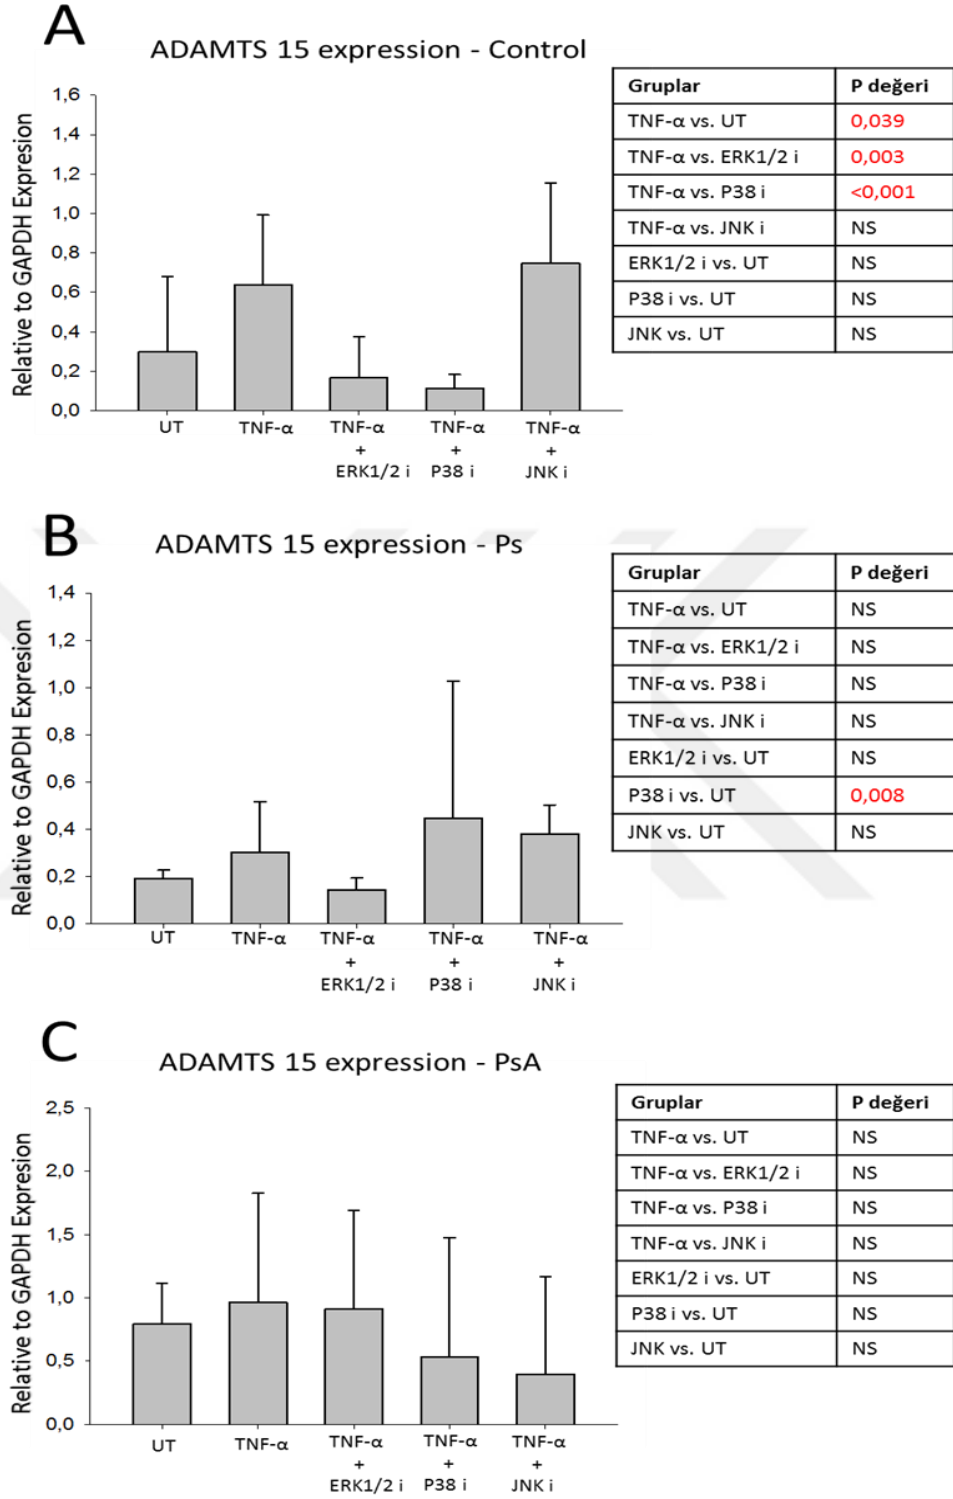 A
ADAMTS 15 expression - Control
Relative to GAPDH Expresion
1,6
1,4
1,2
1,0
0,8
0,6
0,4
0,2
0,0
UT
TNF-α
TNF-α + ERK1/2 i
TNF-α + P38 i
TNF-α + JNK i
Gruplar P değeri
TNF-α vs. UT 0,039
TNF-α vs. ERK1/2 i 0,003
TNF-α vs. P38 i <0,001
TNF-α vs. JNK i NS
ERK1/2 i vs. UT NS
P38 i vs. UT NS
JNK vs. UT NS
B
ADAMTS 15 expression - Ps
Relative to GAPDH Expresion
1,4
1,2
1,0
0,8
0,6
0,4
0,2
0,0
UT
TNF-α
TNF-α + ERK1/2 i
TNF-α + P38 i
TNF-α + JNK i
Gruplar P değeri
TNF-α vs. UT NS
TNF-α vs. ERK1/2 i NS
TNF-α vs. P38 i NS
TNF-α vs. JNK i NS
ERK1/2 i vs. UT NS
P38 i vs. UT 0,008
JNK vs. UT NS
C
ADAMTS 15 expression - PsA
Relative to GAPDH Expresion
2,5
2,0
1,5
1,0
0,5
0,0
UT
TNF-α
TNF-α + ERK1/2 i
TNF-α + P38 i
TNF-α + JNK i
Gruplar P değeri
TNF-α vs. UT NS
TNF-α vs. ERK1/2 i NS
TNF-α vs. P38 i NS
TNF-α vs. JNK i NS
ERK1/2 i vs. UT NS
P38 i vs. UT NS
JNK vs. UT NS